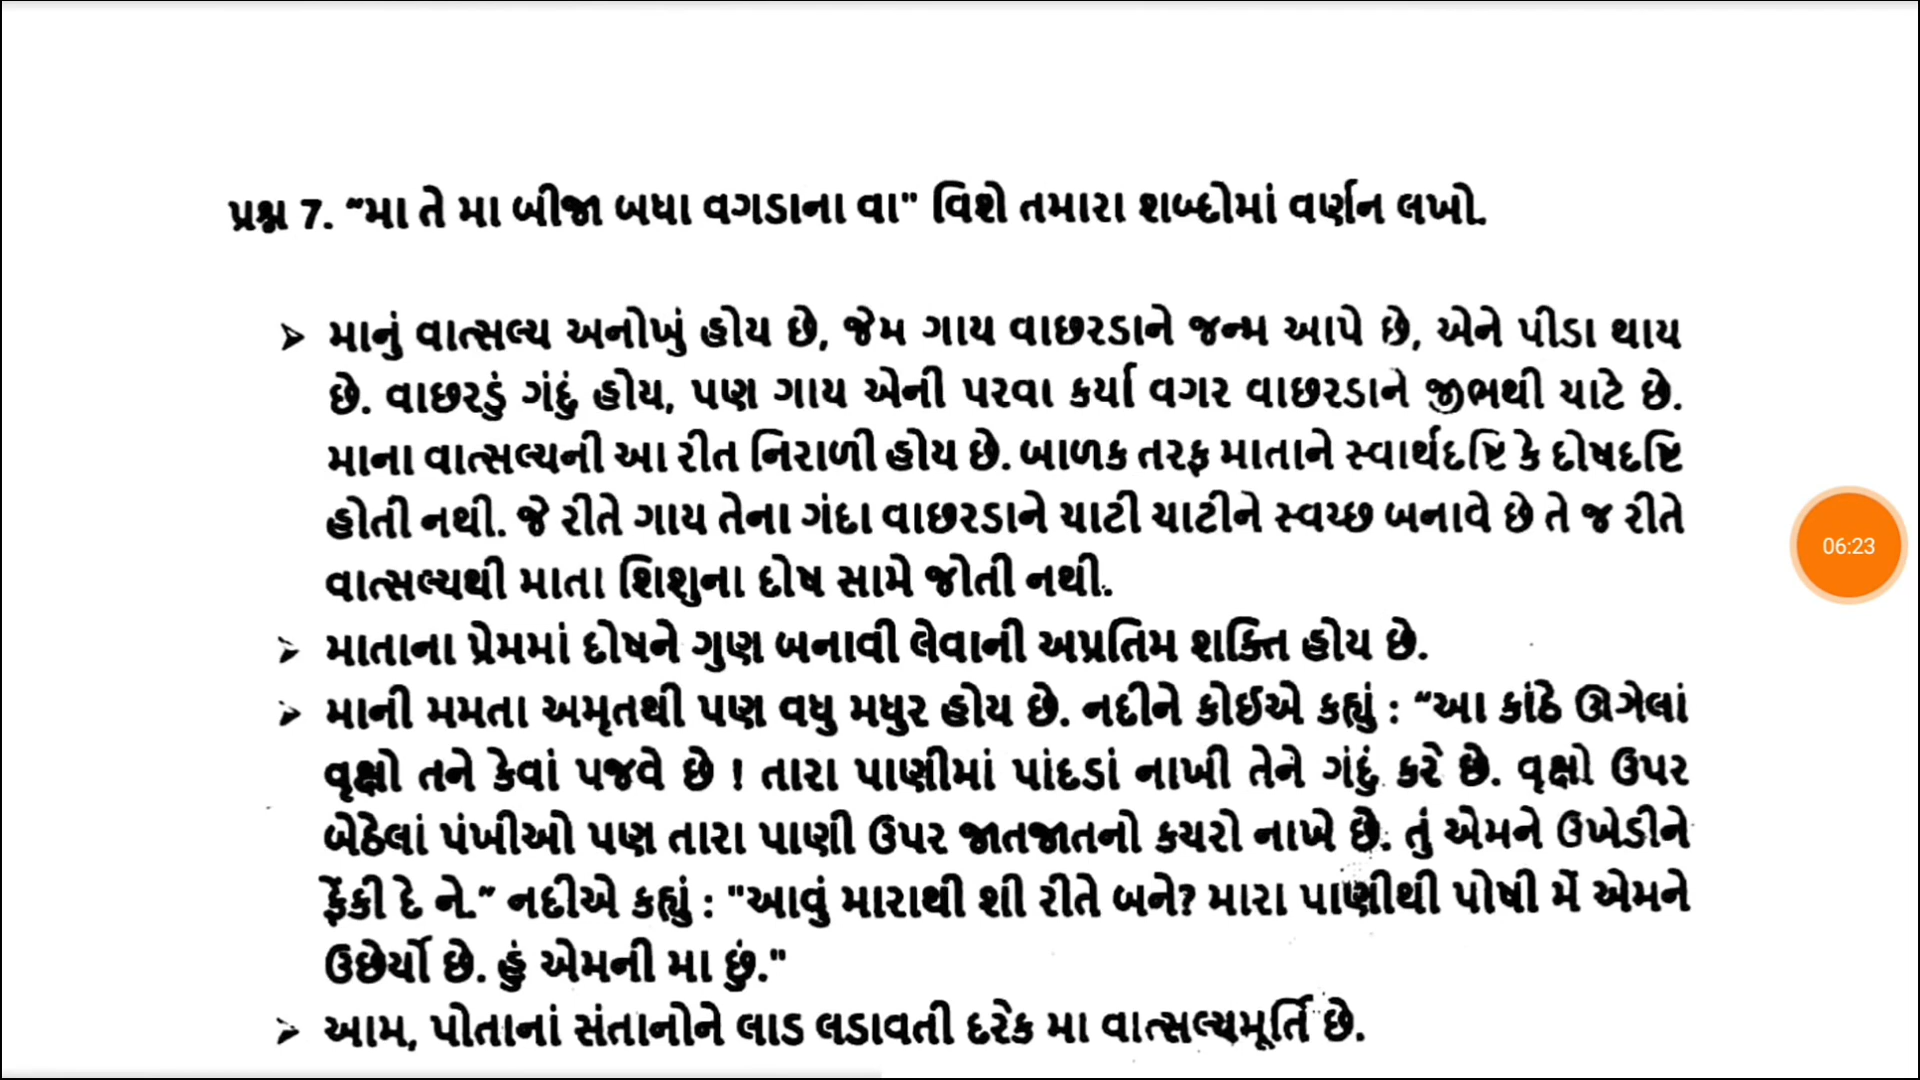 પ્રશ્ન 7. “મા તે મા બીજા બધા વગડાના વા" વિશે તમારા શબ્દોમાં વર્ણન લખો.
➢ માનું વાત્સલ્ય અનોખું હોય છે, જેમ ગાય વાછરડાને જન્મ આપે છે, એને પીડા થાય
છે. વાછરડું ગંદું હોય, પણ ગાય એની પરવા કર્યા વગર વાછરડાને જીભથી ચાટે છે.
માના વાત્સલ્યની આ રીત નિરાળી હોય છે. બાળક તરફ માતાને સ્વાર્થદષ્ટિ કે દોષદષ્ટિ
હોતી નથી. જે રીતે ગાય તેના ગંદા વાછરડાને ચાટી ચાટીને સ્વચ્છ બનાવે છે તે જ રીતે
વાત્સલ્યથી માતા શિશુના દોષ સામે જોતી નથી.
➢ માતાના પ્રેમમાં દોષને ગુણ બનાવી લેવાની અપ્રતિમ શક્તિ હોય છે.
➢ માની મમતા અમૃતથી પણ વધુ મધુર હોય છે. નદીને કોઈએ કહ્યું : “આ કાંઠે ઊગેલાં
વૃક્ષો તને કેવાં પજવે છે ! તારા પાણીમાં પાંદડાં નાખી તેને ગંદું કરે છે. વૃક્ષો ઉપર
બેઠેલાં પંખીઓ પણ તારા પાણી ઉપર જાતજાતનો કચરો નાખે છે. તું એમને ઉખેડીને
ફેંકી દે ને.” નદીએ કહ્યું : "આવું મારાથી શી રીતે બને? મારા પાણીથી પોષી મેં એમને
ઉછેર્યાં છે. હું એમની મા છું."
➢ આમ, પોતાનાં સંતાનોને લાડ લડાવતી દરેક મા વાત્સલ્યમૂર્તિ છે.
06:23